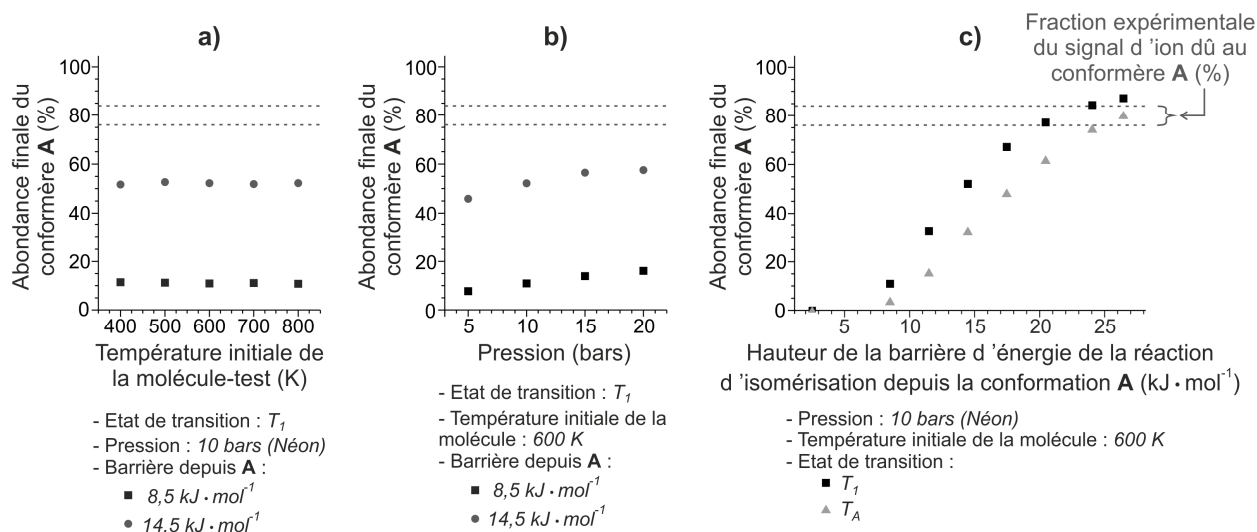 a)
Abondance finale du
conformère A (%)
100
80
60
40
20
0
400 500 600 700 800
Température initiale de
la molécule-test (K)
- Etat de transition : T1
- Pression : 10 bars (Néon)
- Barrière depuis A :
8,5 kJ • mol-1
14,5 kJ • mol-1
b)
Abondance finale du
conformère A (%)
100
80
60
40
20
0
5 10 15 20
Pression (bars)
- Etat de transition : T1
- Température initiale de la
molécule : 600 K
- Barrière depuis A :
8,5 kJ • mol-1
14,5 kJ • mol-1
c)
Fraction expérimentale
du signal d 'ion dû au
conformère A (%)
Abondance finale du
conformère A (%)
100
80
60
40
20
0
5 10 15 20 25
Hauteur de la barrière d 'énergie de la réaction
d 'isomérisation depuis la conformation A (kJ • mol-1)
- Pression : 10 bars (Néon)
- Température initiale de la molécule : 600 K
- Etat de transition :
T1
TA